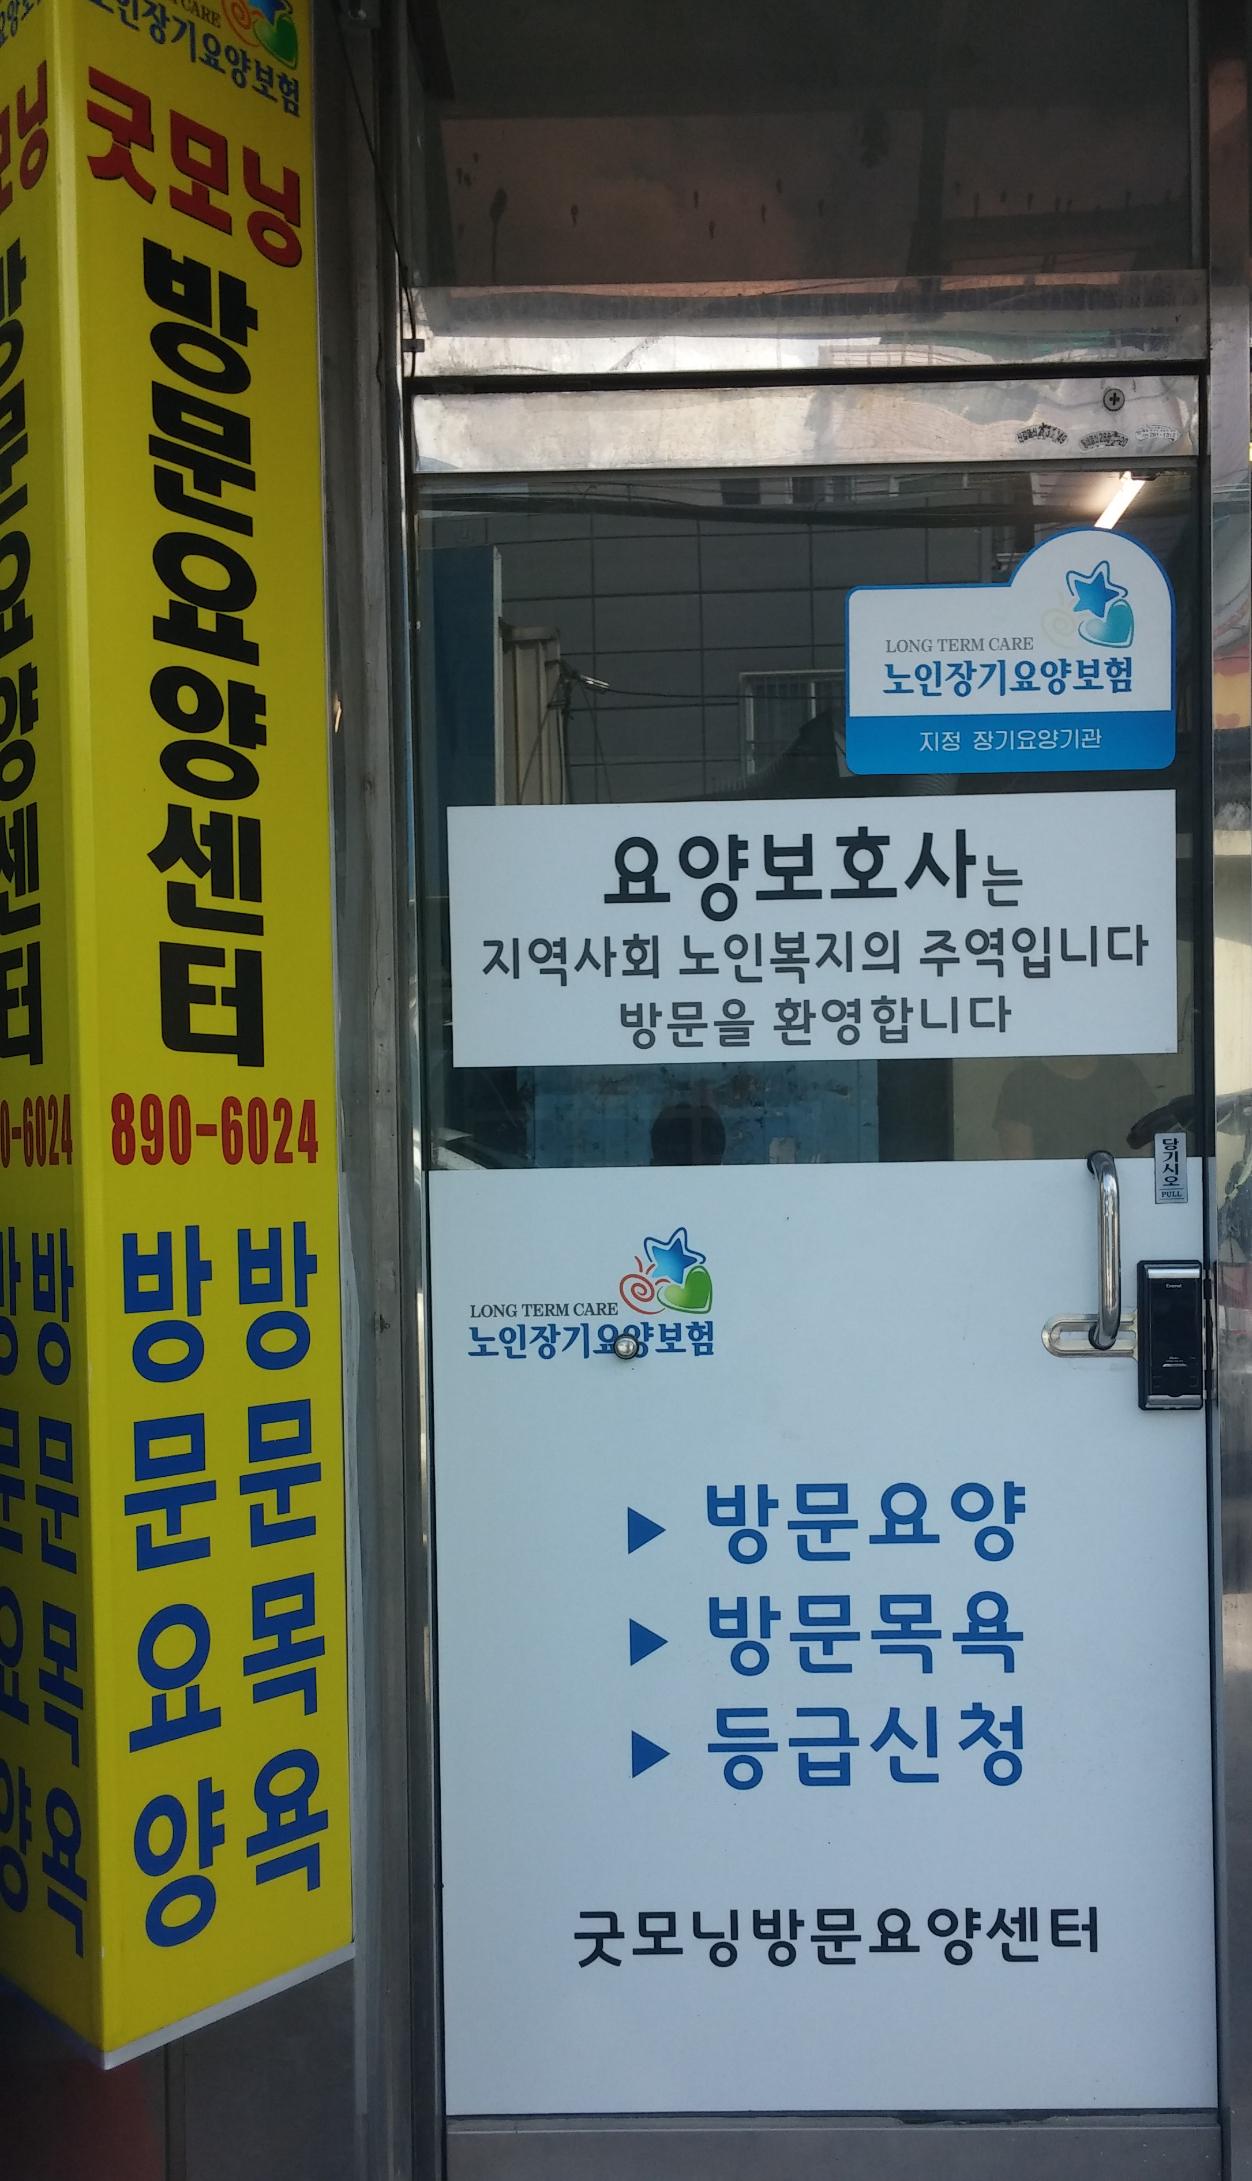 TERM CARE
노인장기요양보험
굿모닝
방문요양센터
890-6024
방문요양
방문목욕
LONG TERM CARE
노인장기요양보험
지정 장기요양기관
요양보호사는
지역사회 노인복지의 주역입니다
방문을 환영합니다
당기시오
PULL
LONG TERM CARE
노인장기요양보험
▶ 방문요양
▶ 방문목욕
▶ 등급신청
굿모닝방문요양센터